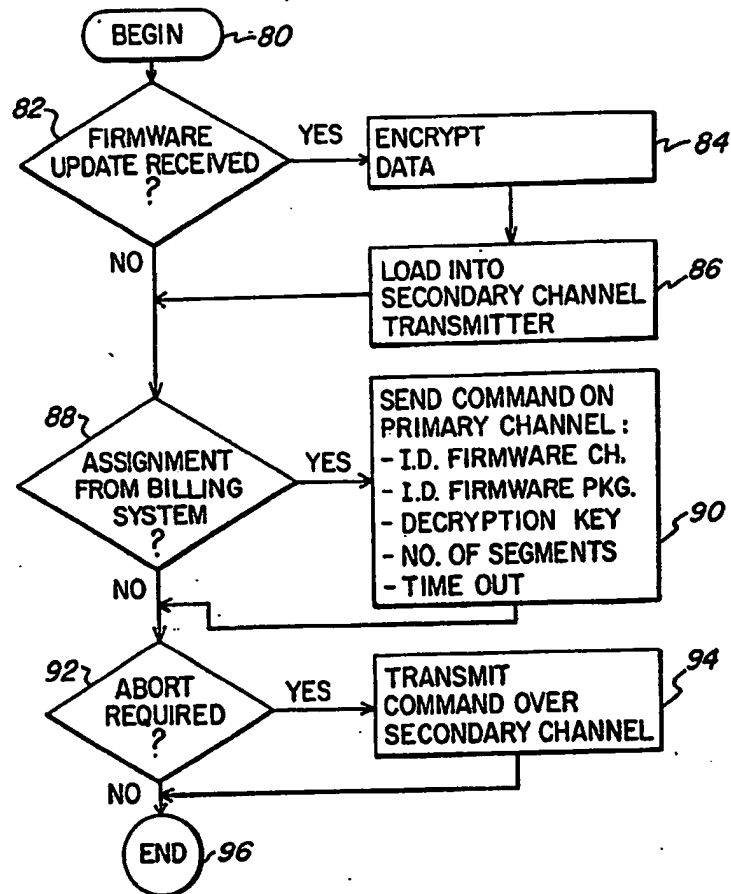 BEGIN
80
82
FIRMWARE
UPDATE RECEIVED
?
YES
NO
ENCRYPT
DATA
84
LOAD INTO
SECONDARY CHANNEL
TRANSMITTER
86
88
ASSIGNMENT
FROM BILLING
SYSTEM
?
YES
NO
SEND COMMAND ON
PRIMARY CHANNEL :
- I.D. FIRMWARE CH.
- I.D. FIRMWARE PKG.
- DECRYPTION KEY
- NO. OF SEGMENTS
- TIME OUT
90
92
ABORT
REQUIRED
?
YES
NO
TRANSMIT
COMMAND OVER
SECONDARY CHANNEL
94
END
96